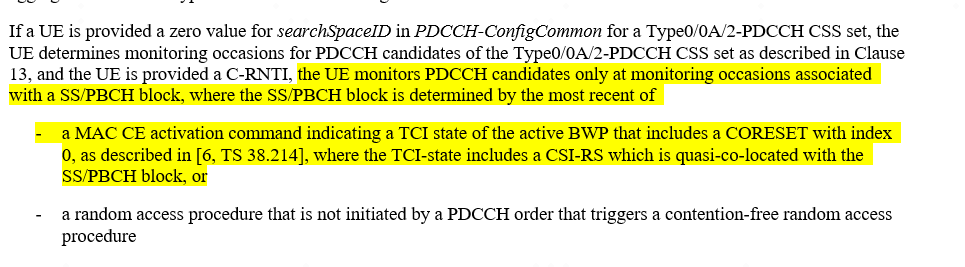 If a UE is provided a zero value for searchSpaceID in PDCCH-ConfigCommon for a Type0/0A/2-PDCCH CSS set, the
UE determines monitoring occasions for PDCCH candidates of the Type0/0A/2-PDCCH CSS set as described in Clause
13, and the UE is provided a C-RNTI, the UE monitors PDCCH candidates only at monitoring occasions associated
with a SS/PBCH block, where the SS/PBCH block is determined by the most recent of
- a MAC CE activation command indicating a TCI state of the active BWP that includes a CORESET with index
0, as described in [6, TS 38.214], where the TCI-state includes a CSI-RS which is quasi-co-located with the
SS/PBCH block, or
- a random access procedure that is not initiated by a PDCCH order that triggers a contention-free random access
procedure